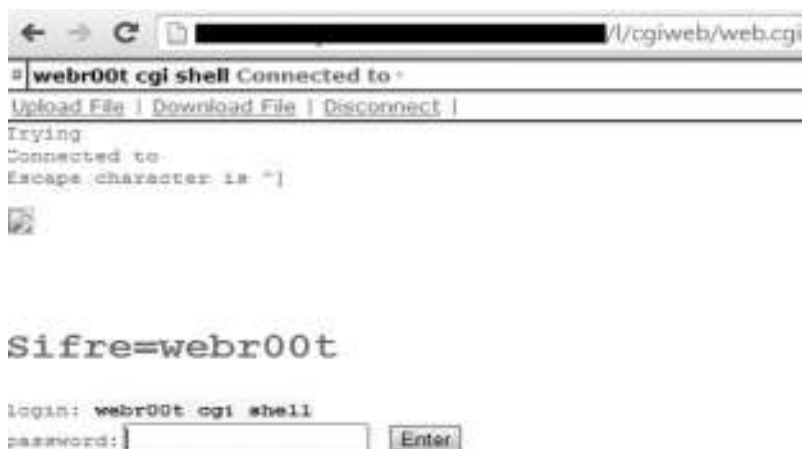 /l/cgiweb/web.cgi
# webr00t cgi shell Connected to
Upload File | Download File | Disconnect |
Trying
Connected to
Escape character is ^]
Sifre=webr00t
login: webr00t cgi shell
password: Enter